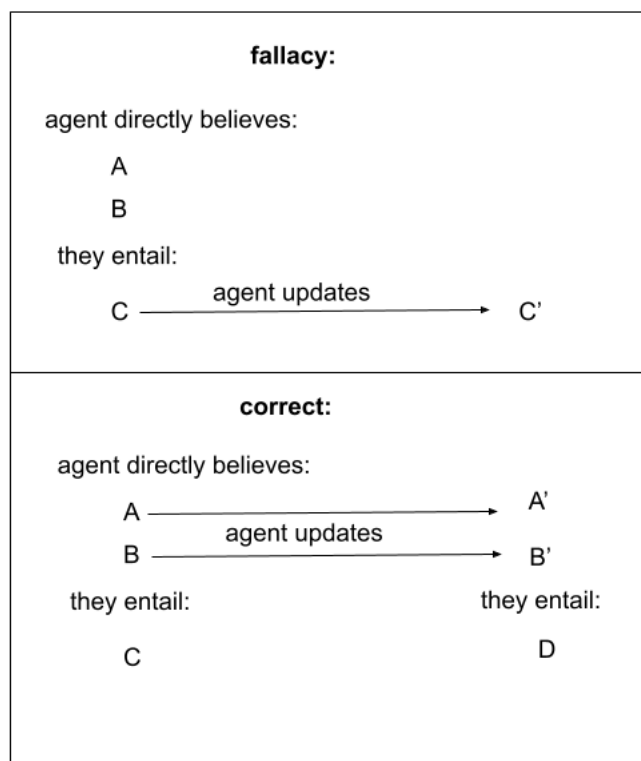 fallacy:
agent directly believes:
A
B
they entail:
agent updates
C
C’
correct:
agent directly believes:
A
A’
agent updates
B
B’
they entail:
they entail:
C
D